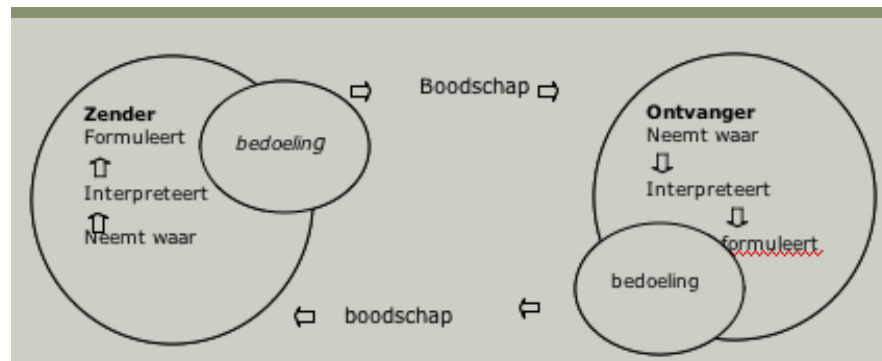 Boodschap
Zender
Formuleert
bedoeling
Interpreteert
Neemt waar
Ontvanger
Neemt waar
Interpreteert
formuleert
bedoeling
boodschap